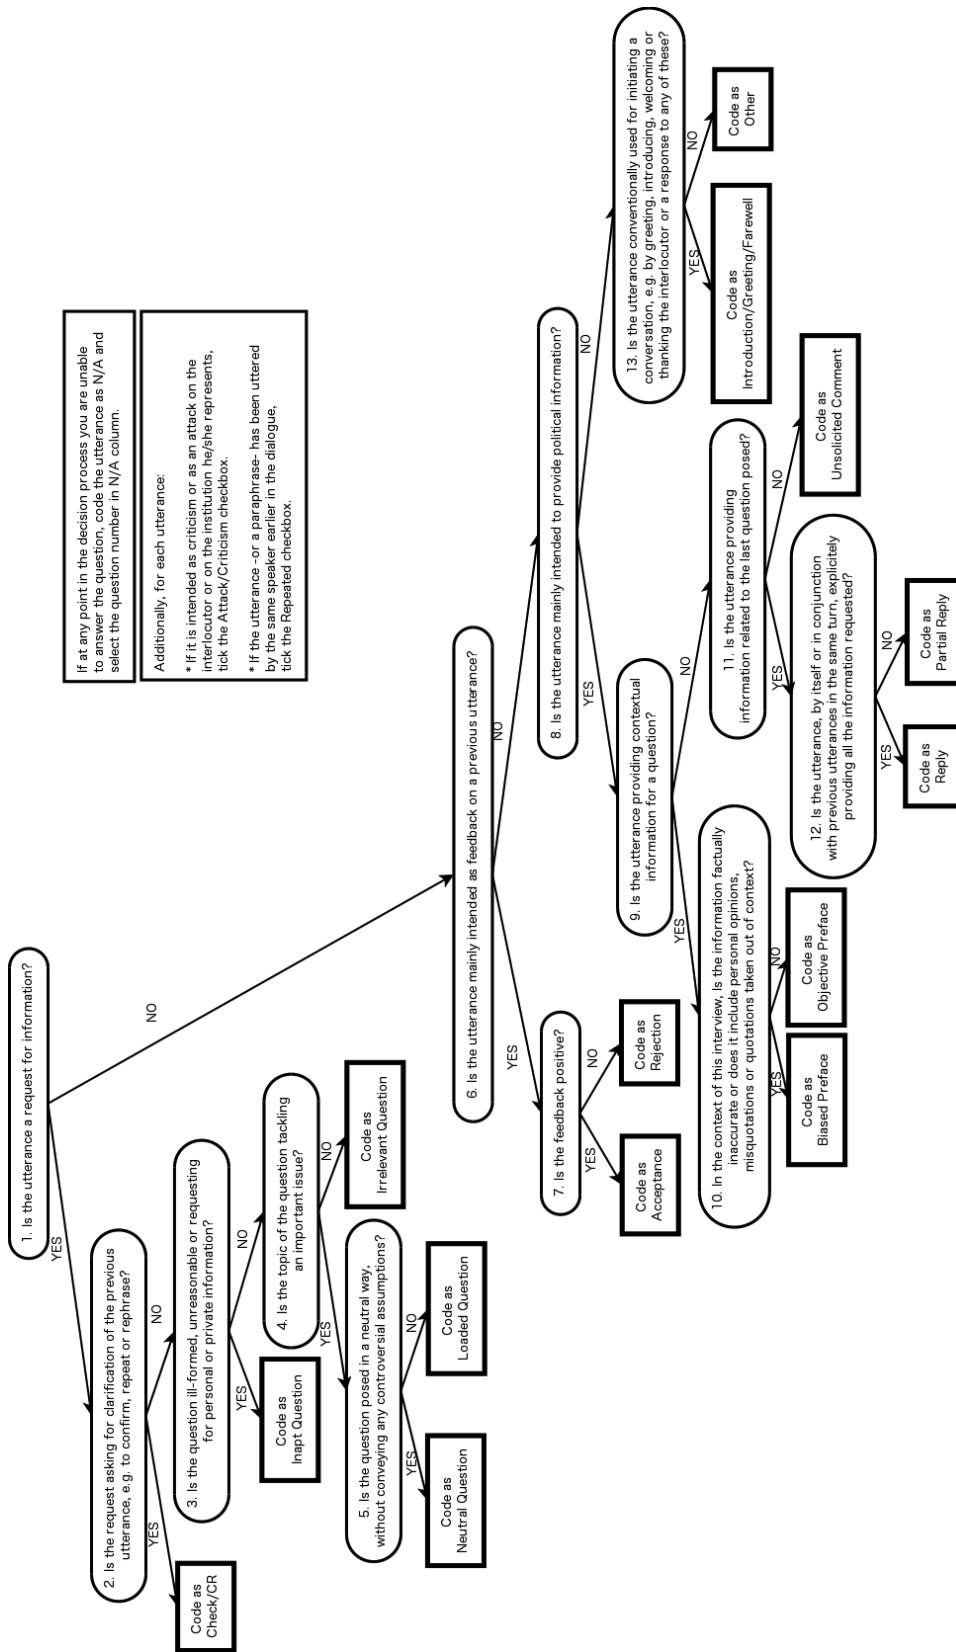 1. Is the utterance a request for information?
YES
NO
2. Is the request asking for clarification of the previous
utterance, e.g. to confirm, repeat or rephrase?
YES
NO
Code as
Check/CR
3. Is the question ill-formed, unreasonable or requesting
for personal or private information?
YES
NO
Code as
Inapt Question
4. Is the topic of the question tackling
an important issue?
YES
NO
Code as
Irrelevant Question
5. Is the question posed in a neutral way,
without conveying any controversial assumptions?
YES
NO
Code as
Neutral Question
Code as
Loaded Question
If at any point in the decision process you are unable
to answer the question, code the utterance as N/A and
select the question number in N/A column.
Additionally, for each utterance:
* If it is intended as criticism or as an attack on the
interlocutor or on the institution he/she represents,
tick the Attack/Criticism checkbox.
* If the utterance -or a paraphrase- has been uttered
by the same speaker earlier in the dialogue,
tick the Repeated checkbox.
6. Is the utterance mainly intended as feedback on a previous utterance?
YES
NO
7. Is the feedback positive?
YES
NO
Code as
Acceptance
Code as
Rejection
8. Is the utterance mainly intended to provide political information?
YES
NO
9. Is the utterance providing contextual
information for a question?
YES
NO
10. In the context of this interview, Is the information factually
inaccurate or does it include personal opinions,
misquotations or quotations taken out of context?
YES
NO
Code as
Biased Preface
Code as
Objective Preface
11. Is the utterance providing
information related to the last question posed?
YES
NO
12. Is the utterance, by itself or in conjunction
with previous utterances in the same turn, explicitly
providing all the information requested?
YES
NO
Code as
Reply
Code as
Partial Reply
Code as
Unsolicited Comment
13. Is the utterance conventionally used for initiating a
conversation, e.g. by greeting, introducing, welcoming or
thanking the interlocutor or a response to any of these?
YES
NO
Code as
Introduction/Greeting/Farewell
Code as
Other